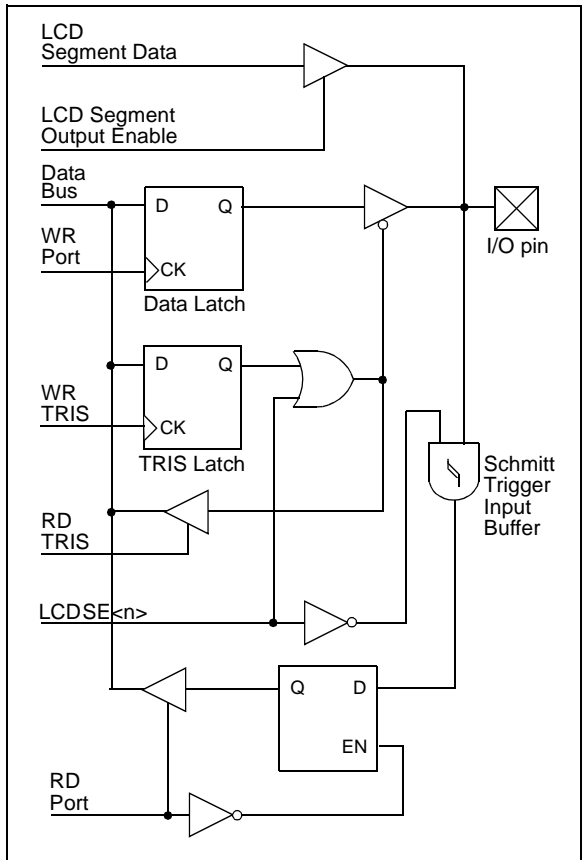 LCD
Segment Data
LCD Segment
Output Enable
Data
Bus
D Q
WR
Port
CK
I/O pin
Data Latch
D Q
WR
TRIS
CK
TRIS Latch
Schmitt
Trigger
Input
Buffer
RD
TRIS
LCDSE<n>
Q D
EN
RD
Port